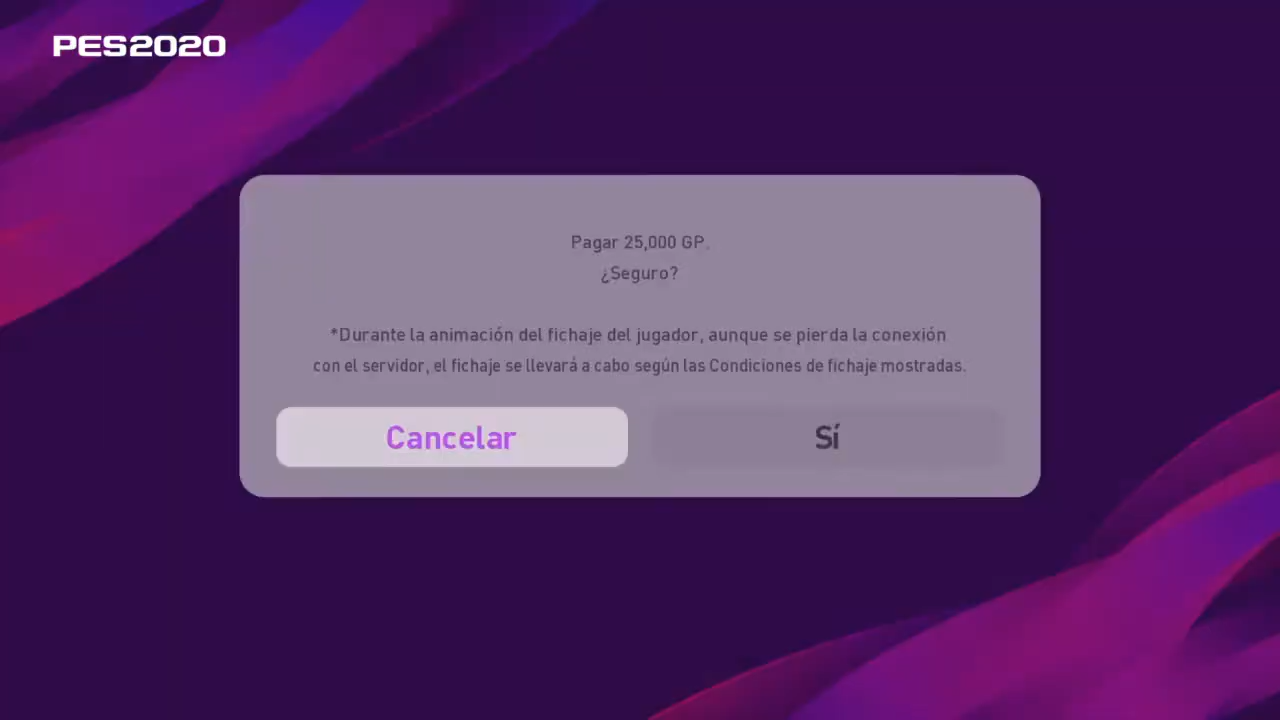 PES2020
Pagar 25,000 GP.
¿Seguro?
*Durante la animación del fichaje del jugador, aunque se pierda la conexión
con el servidor, el fichaje se llevará a cabo según las Condiciones de fichaje mostradas.
Cancelar
Sí